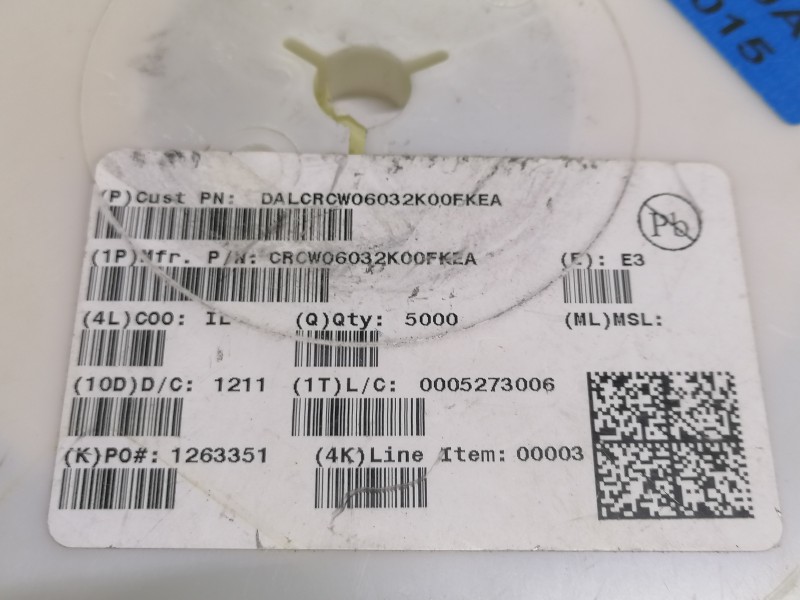 015
(P)Cust PN: DALCRCW06032K00FKEA
Pb
(1P)Mfr. P/N: CRCW06032K00FKEA
(E): E3
(4L)COO: IL
(Q)Qty: 5000
(ML)MSL:
(10D)D/C: 1211
(1T)L/C: 0005273006
(K)PO#: 1263351
(4K)Line Item: 00003